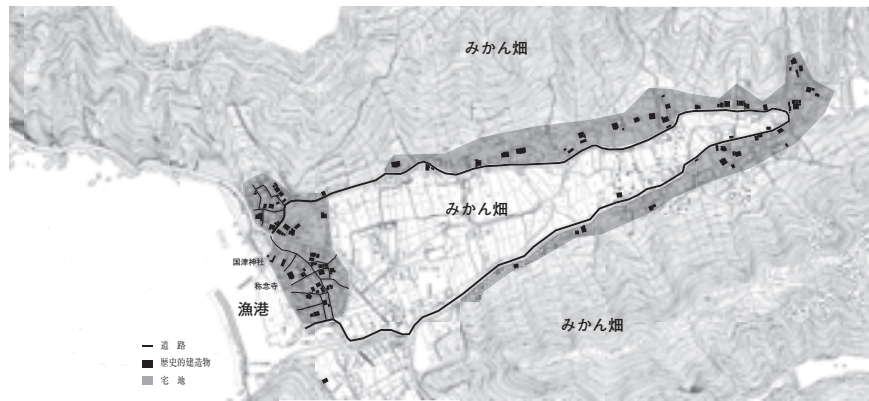 みかん畑
みかん畑
国津神社
称念寺
漁港
みかん畑
道 路
歴史的建造物
宅 地